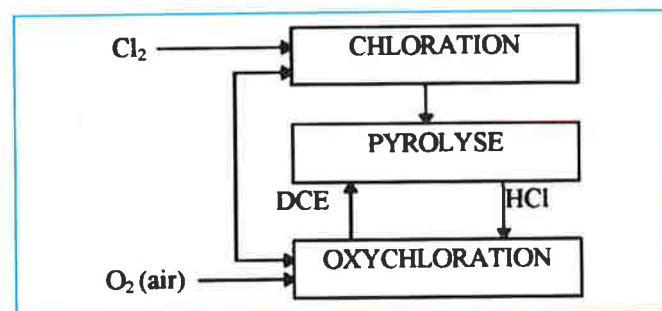 Cl₂
CHLORATION
PYROLYSE
DCE
HCl
O₂ (air)
OXYCHLORATION